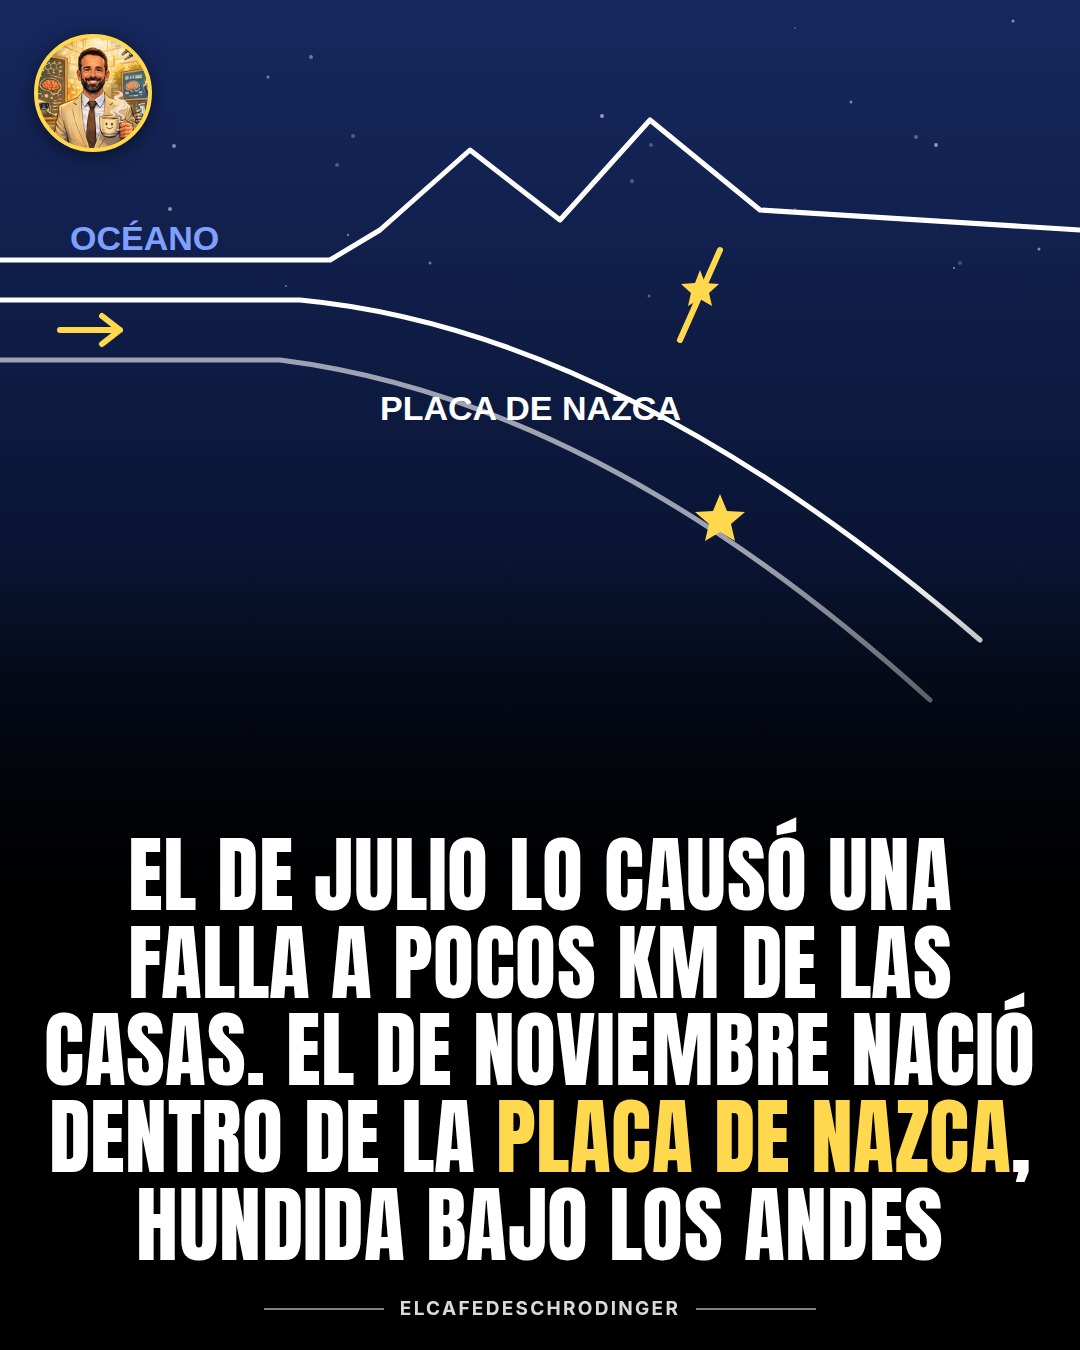 OCÉANO
PLACA DE NAZCA
EL DE JULIO LO CAUSÓ UNA
FALLA A POCOS KM DE LAS
CASAS. EL DE NOVIEMBRE NACIÓ
DENTRO DE LA PLACA DE NAZCA,
HUNDIDA BAJO LOS ANDES
ELCAFEDESCHRODINGER